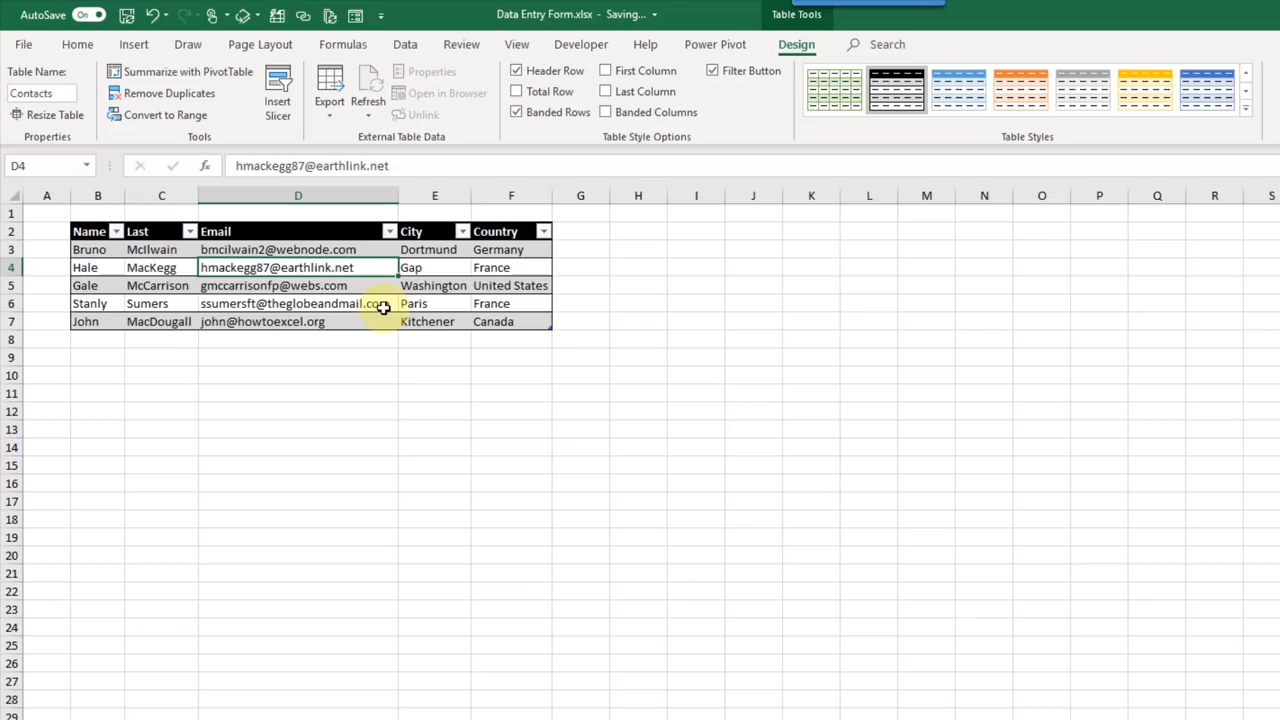 AutoSave On Data Entry Form.xlsx - Saving... Table Tools
File Home Insert Draw Page Layout Formulas Data Review View Developer Help Power Pivot Design Search
Table Name: Summarize with PivotTable Properties Header Row First Column Filter Button
Contacts Remove Duplicates Insert Slicer Export Refresh Open in Browser Total Row Last Column
Resize Table Convert to Range Unlink Banded Rows Banded Columns
Properties Tools External Table Data Table Style Options Table Styles
D4 fx hmackegg87@earthlink.net
A B C D E F G H I J K L M N O P Q R S
1
2 Name Last Email City Country
3 Bruno McIlwain bmcilwain2@webnode.com Dortmund Germany
4 Hale MacKegg hmackegg87@earthlink.net Gap France
5 Gale McCarrison gmccarrisonfp@webs.com Washington United States
6 Stanly Sumers ssumersft@theglobeandmail.com Paris France
7 John MacDougall john@howtoexcel.org Kitchener Canada
8
9
10
11
12
13
14
15
16
17
18
19
20
21
22
23
24
25
26
27
28
29